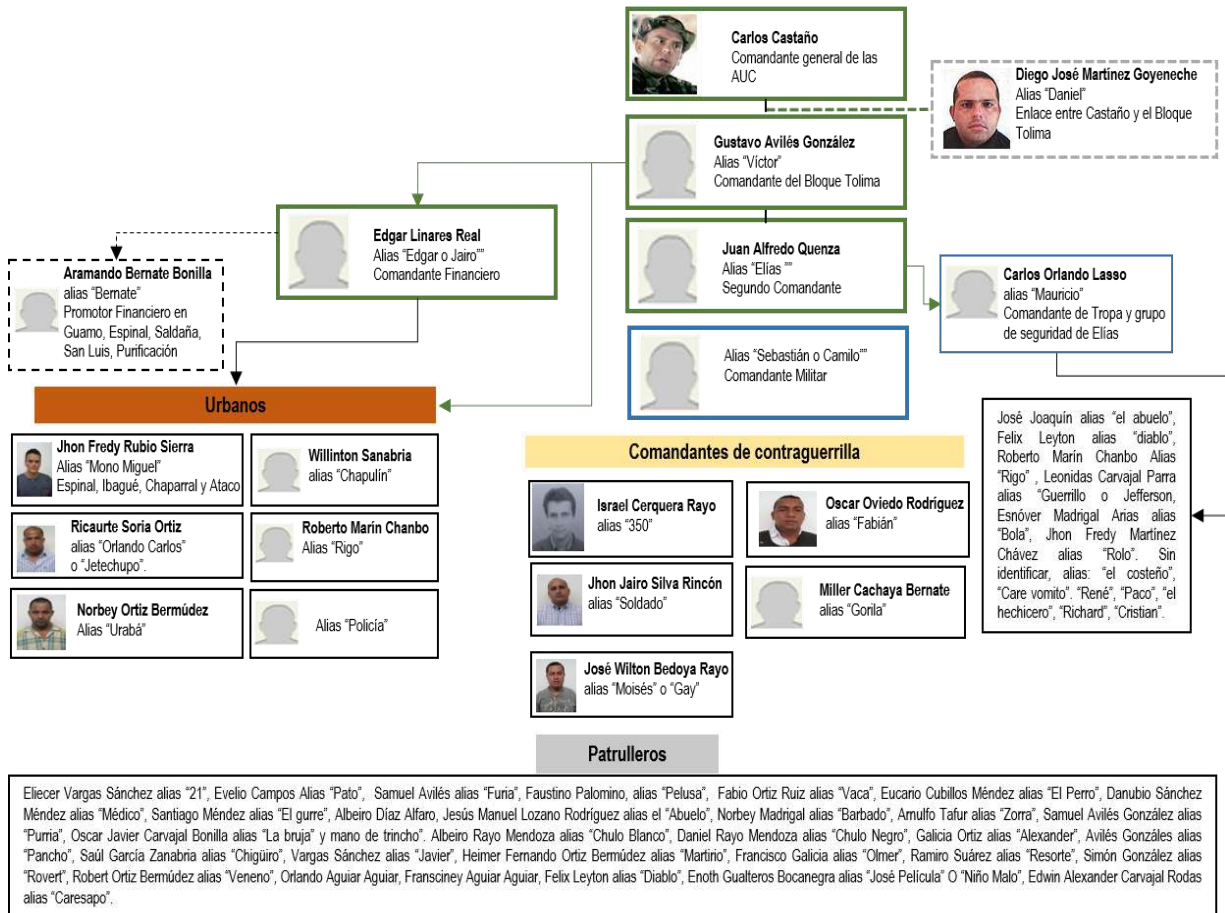 Carlos Castaño
Comandante general de las
AUC
Diego José Martínez Goyeneche
Alias “Daniel”
Enlace entre Castaño y el Bloque
Tolima
Gustavo Avilés González
Alias “Víctor”
Comandante del Bloque Tolima
Edgar Linares Real
Alias “Edgar o Jairo””
Comandante Financiero
Juan Alfredo Quenza
Alias “Elías ””
Segundo Comandante
Aramando Bernate Bonilla
alias “Bernate”
Promotor Financiero en
Guamo, Espinal, Saldaña,
San Luis, Purificación
Carlos Orlando Lasso
alias “Mauricio”
Comandante de Tropa y grupo
de seguridad de Elías
Alias “Sebastián o Camilo””
Comandante Militar
Urbanos
Jhon Fredy Rubio Sierra
Alias “Mono Miguel”
Espinal, Ibagué, Chaparral y Ataco
Willinton Sanabria
alias “Chapulín”
Ricaurte Soria Ortiz
alias “Orlando Carlos”
o “Jetechupo”.
Roberto Marín Chanbo
Alias “Rigo”
Norbey Ortiz Bermúdez
Alias “Urabá”
Alias “Policía”
Comandantes de contraguerrilla
Israel Cerquera Rayo
alias “350”
Oscar Oviedo Rodríguez
alias “Fabián”
Jhon Jairo Silva Rincón
alias “Soldado”
Miller Cachaya Bernate
alias “Gorila”
José Wilton Bedoya Rayo
alias “Moisés” o “Gay”
José Joaquín alias “el abuelo”,
Felix Leyton alias “diablo”,
Roberto Marín Chanbo Alias
“Rigo” , Leonidas Carvajal Parra
alias “Guerrillo o Jefferson,
Esnóver Madrigal Arias alias
“Bola”, Jhon Fredy Martínez
Chávez alias “Rolo”. Sin
identificar, alias: “el costeño”,
“Care vomito”. “René”, “Paco”, “el
hechicero”, “Richard”, “Cristian”.
Patrulleros
Eliecer Vargas Sánchez alias “21”, Evelio Campos Alias “Pato”, Samuel Avilés alias “Furia”, Faustino Palomino, alias “Pelusa”, Fabio Ortiz Ruiz alias “Vaca”, Eucario Cubillos Méndez alias “El Perro”, Danubio Sánchez
Méndez alias “Médico”, Santiago Méndez alias “El gurre”, Albeiro Díaz Alfaro, Jesús Manuel Lozano Rodríguez alias el “Abuelo”, Norbey Madrigal alias “Barbado”, Arnulfo Tafur alias “Zorra”, Samuel Avilés González alias
“Purria”, Oscar Javier Carvajal Bonilla alias “La bruja” y mano de trincho”. Albeiro Rayo Mendoza alias “Chulo Blanco”, Daniel Rayo Mendoza alias “Chulo Negro”, Galicia Ortiz alias “Alexander”, Avilés Gonzáles alias
“Pancho”, Saúl García Zanabria alias “Chigüiro”, Vargas Sánchez alias “Javier”, Heimer Fernando Ortiz Bermúdez alias “Martirio”, Francisco Galicia alias “Olmer”, Ramiro Suárez alias “Resorte”, Simón González alias
“Rovert”, Robert Ortiz Bermúdez alias “Veneno”, Orlando Aguiar Aguiar, Fransciney Aguiar Aguiar, Felix Leyton alias “Diablo”, Enoth Gualteros Bocanegra alias “José Película” O “Niño Malo”, Edwin Alexander Carvajal Rodas
alias “Caresapo”.